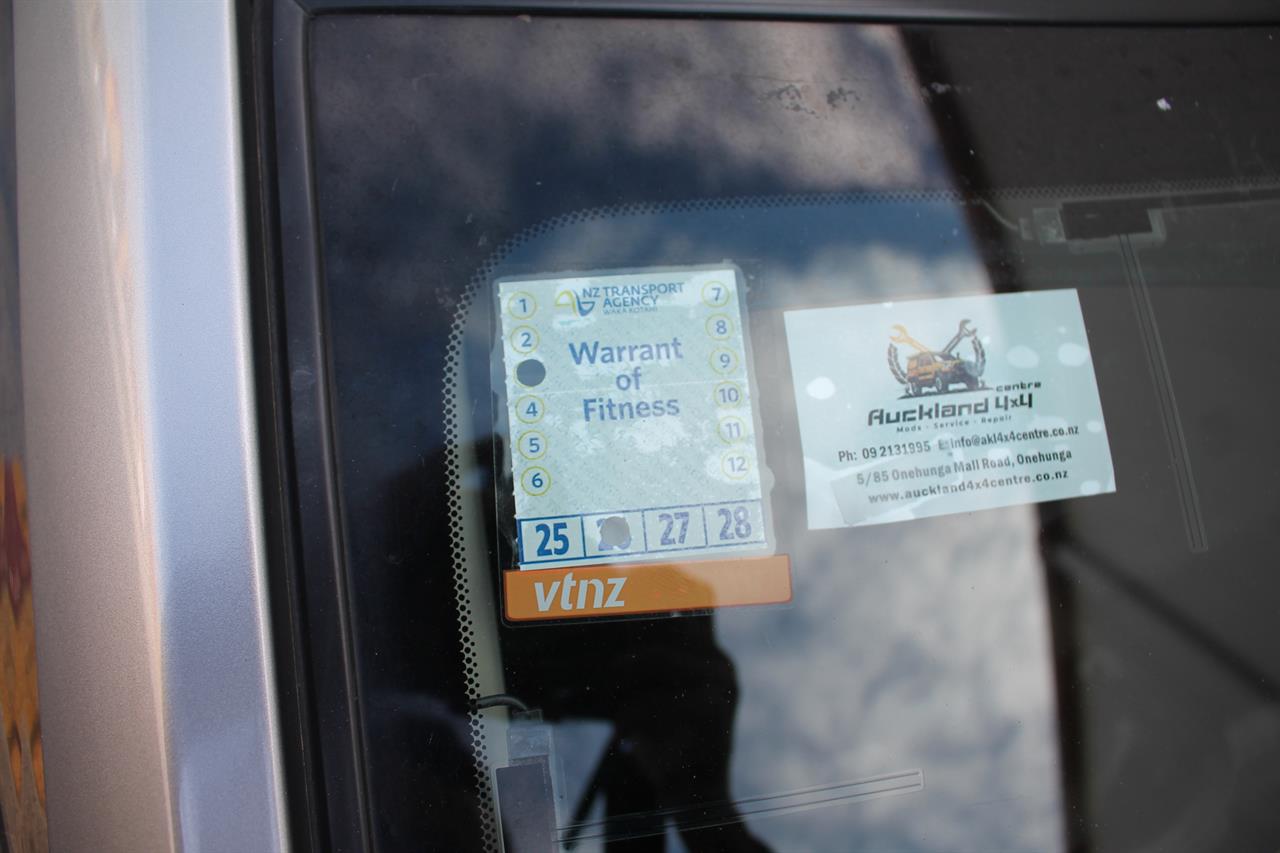 NZ TRANSPORT
AGENCY
WAKA KOTAHI
1
2
4
5
6
7
8
9
10
11
12
Warrant
of
Fitness
25 26 27 28
vtnz
centre
Auckland 4x4
Mods - Service - Repair
Ph: 09 2131995 E: info@akl4x4centre.co.nz
5/85 Onehunga Mall Road, Onehunga
www.auckland4x4centre.co.nz